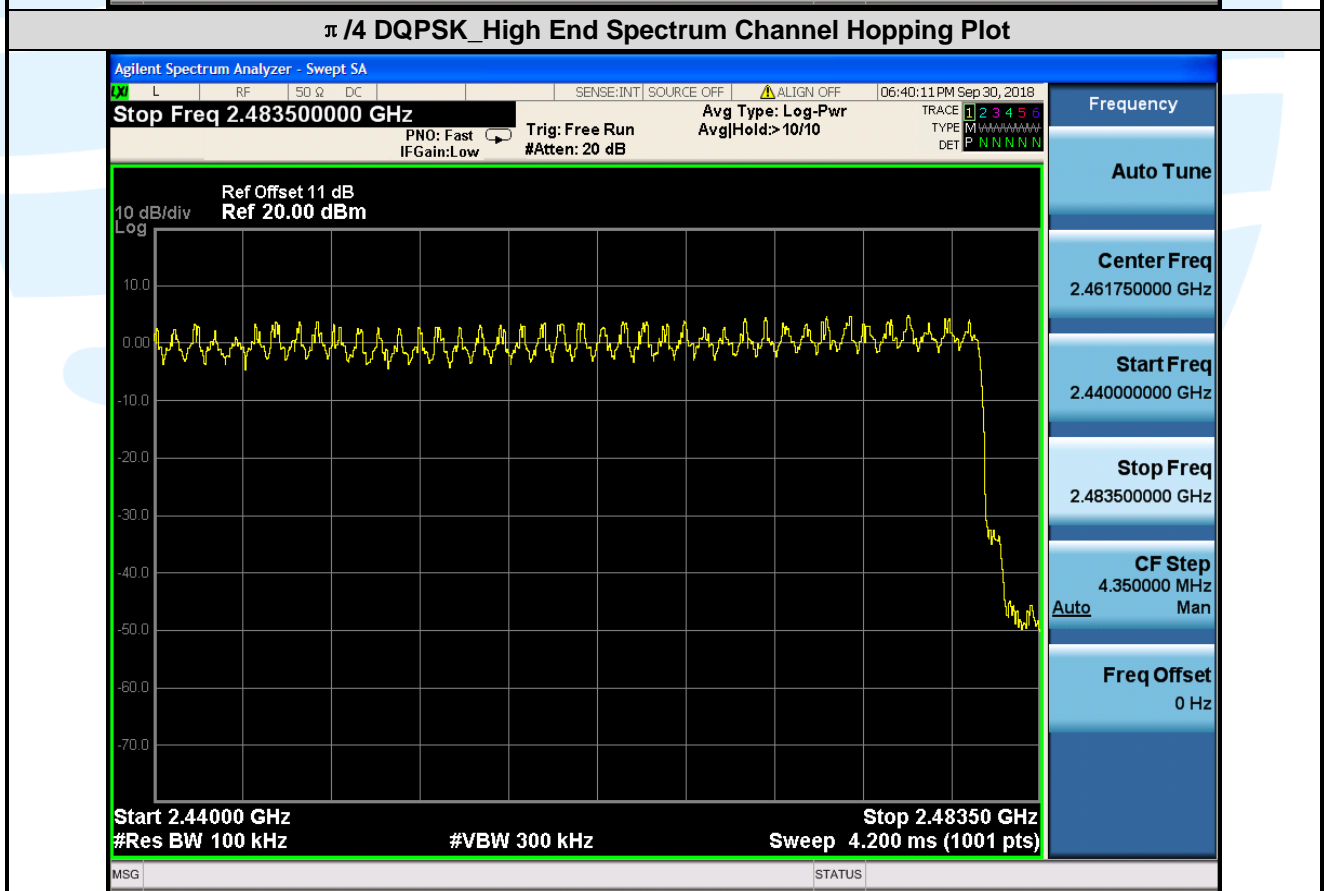 π/4 DQPSK_High End Spectrum Channel Hopping Plot
Agilent Spectrum Analyzer - Swept SA
LXI L RF 50 Ω DC SENSE:INT SOURCE OFF ALIGN OFF 06:40:11 PM Sep 30, 2018
Stop Freq 2.483500000 GHz
PNO: Fast
IFGain:Low
Trig: Free Run
#Atten: 20 dB
Avg Type: Log-Pwr
Avg|Hold:>10/10
TRACE 1 2 3 4 5 6
TYPE M
DET P N N N N N
Ref Offset 11 dB
10 dB/div Ref 20.00 dBm
Log
10.0
0.00
-10.0
-20.0
-30.0
-40.0
-50.0
-60.0
-70.0
Start 2.44000 GHz Stop 2.48350 GHz
#Res BW 100 kHz #VBW 300 kHz Sweep 4.200 ms (1001 pts)
MSG STATUS
Frequency
Auto Tune
Center Freq
2.461750000 GHz
Start Freq
2.440000000 GHz
Stop Freq
2.483500000 GHz
CF Step
4.350000 MHz
Auto Man
Freq Offset
0 Hz